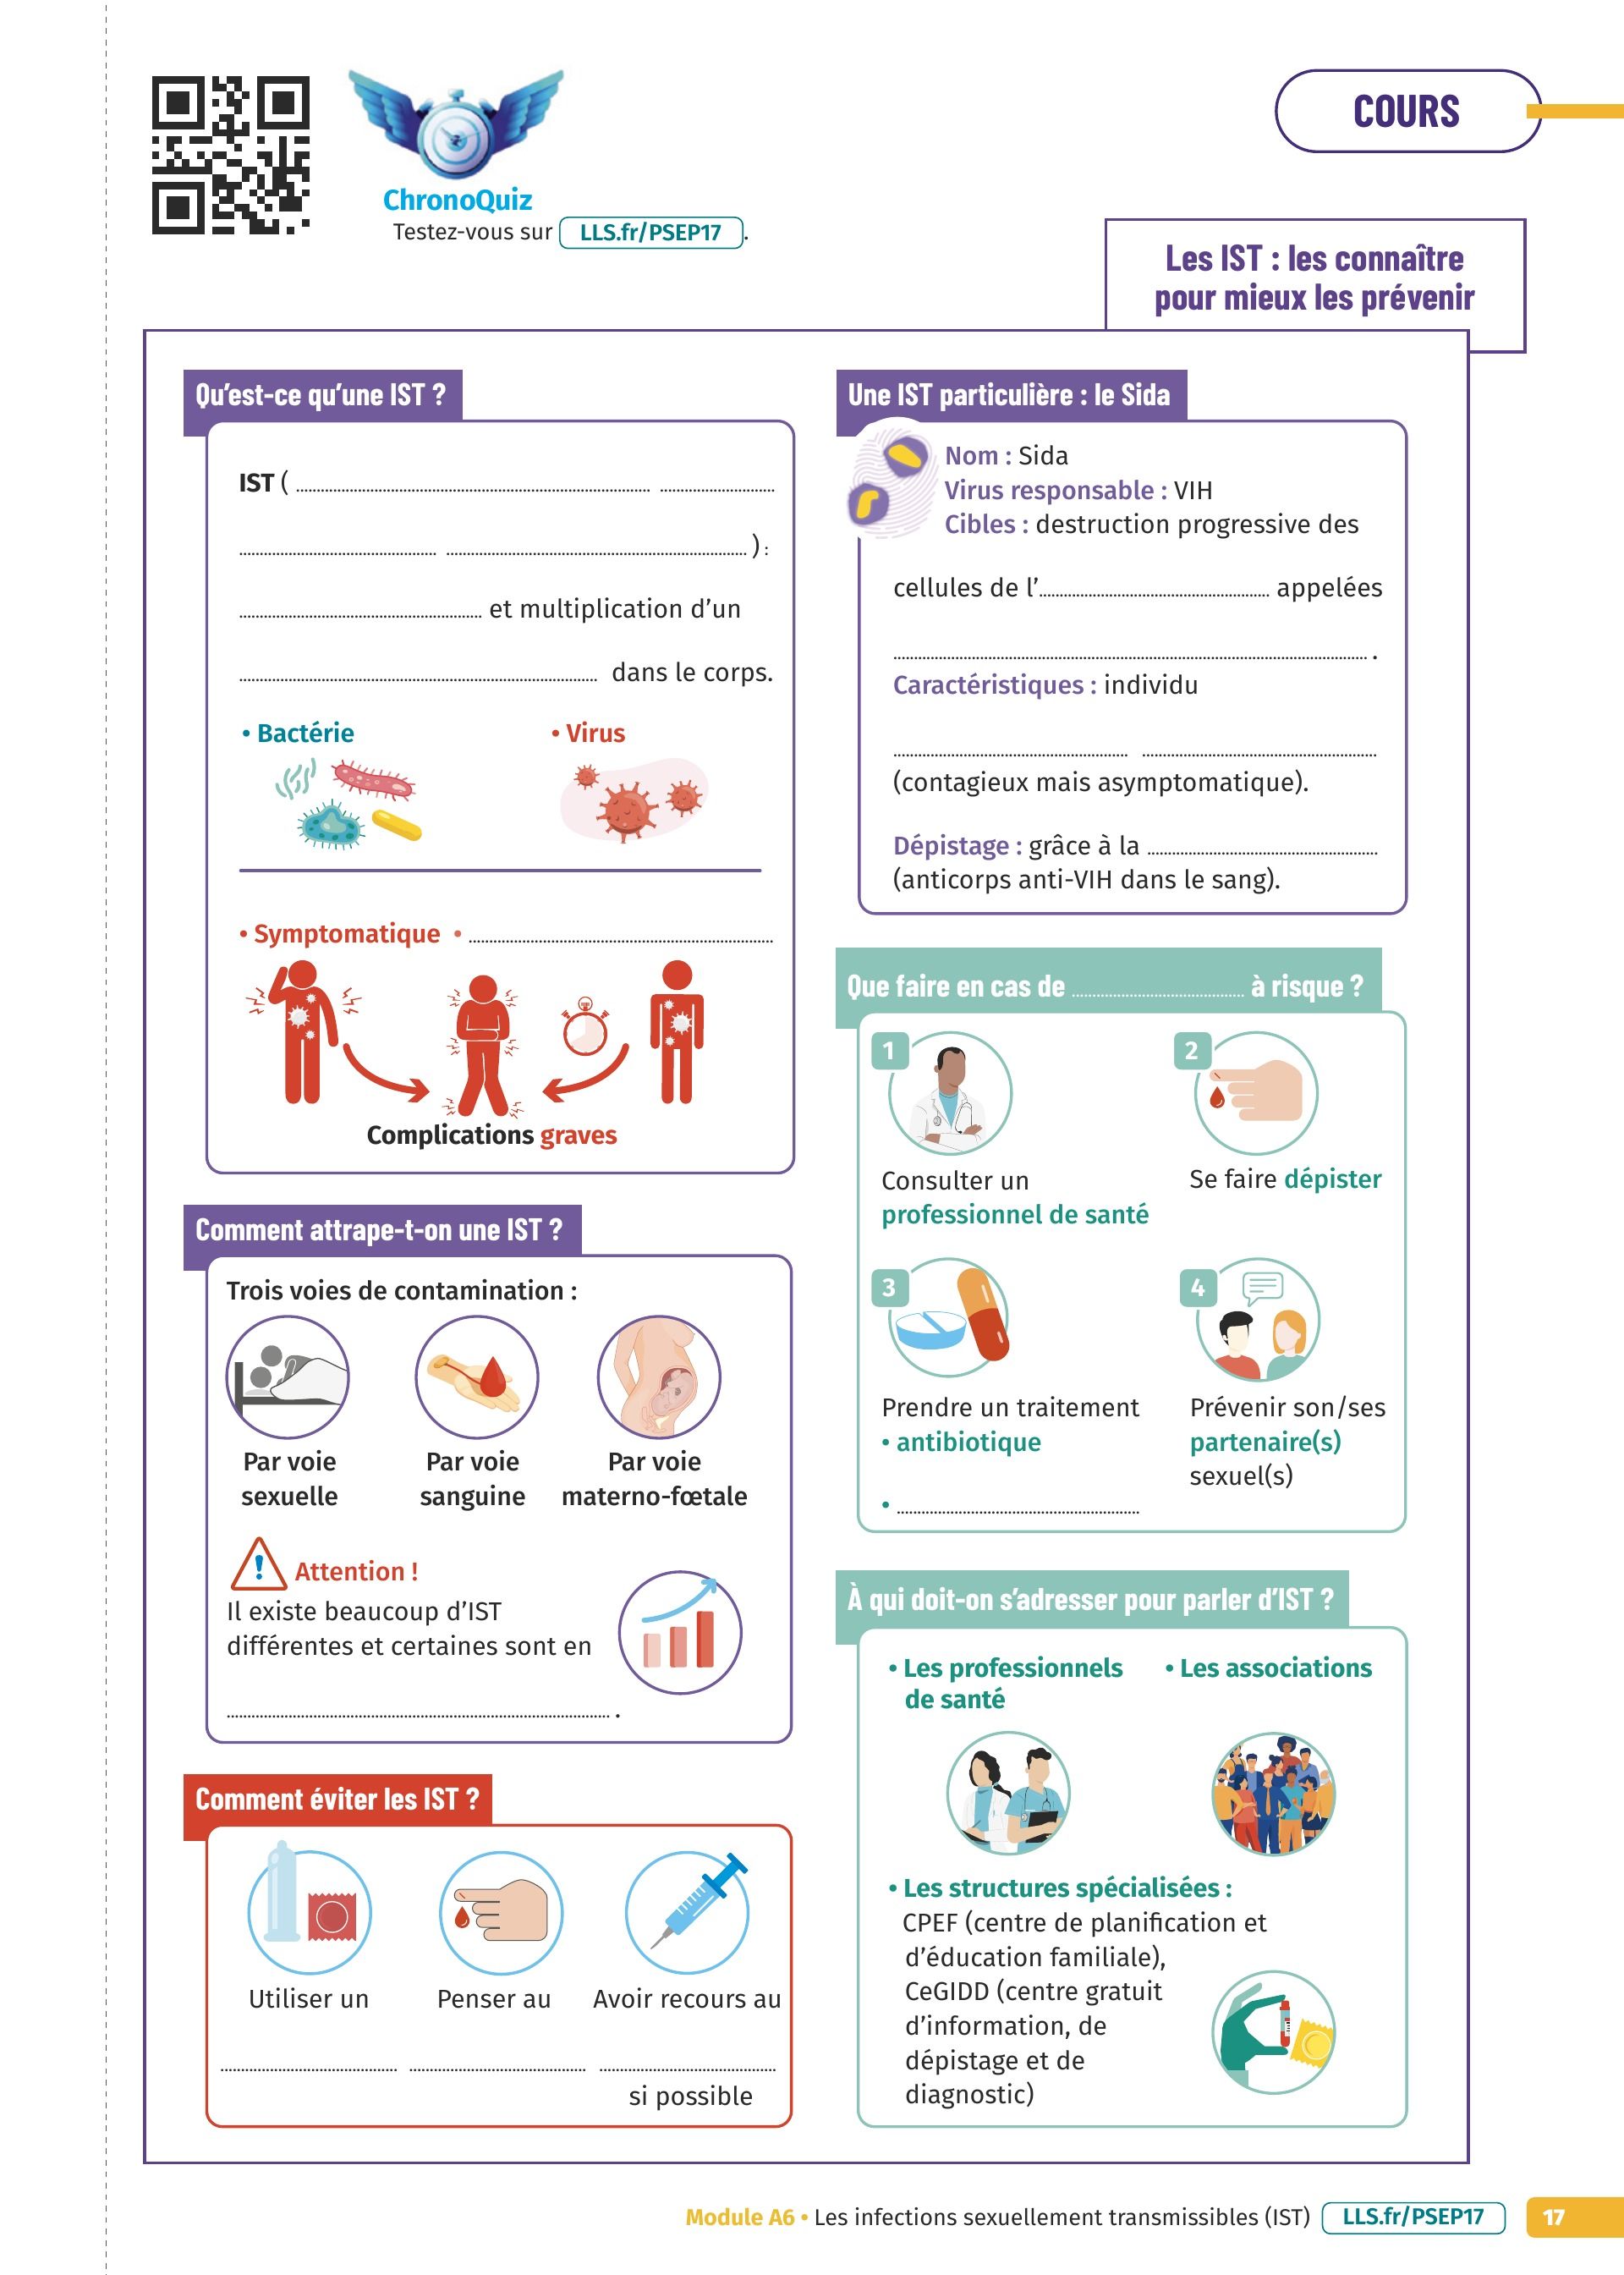 COURS
ChronoQuiz
Testez-vous sur LLS.fr/PSEP17.
Les IST : les connaître
pour mieux les prévenir
Qu'est-ce qu'une IST ?
IST ( ........ ........
........ ........ ) :
........ et multiplication d'un
........ dans le corps.
• Bactérie
• Virus
• Symptomatique • ........
Complications graves
Comment attrape-t-on une IST ?
Trois voies de contamination :
Par voie
sexuelle
Par voie
sanguine
Par voie
materno-fœtale
! Attention !
Il existe beaucoup d'IST
différentes et certaines sont en
........ .
Comment éviter les IST ?
Utiliser un
........
Penser au
........
Avoir recours au
........
si possible
Une IST particulière : le Sida
Nom : Sida
Virus responsable : VIH
Cibles : destruction progressive des
cellules de l'........ appelées
........ .
Caractéristiques : individu
........ ........
(contagieux mais asymptomatique).
Dépistage : grâce à la ........
(anticorps anti-VIH dans le sang).
Que faire en cas de ........ à risque ?
1
Consulter un
professionnel de santé
2
Se faire dépister
3
Prendre un traitement
• antibiotique
• ........
4
Prévenir son/ses
partenaire(s)
sexuel(s)
À qui doit-on s'adresser pour parler d'IST ?
• Les professionnels
de santé
• Les associations
• Les structures spécialisées :
CPEF (centre de planification et
d'éducation familiale),
CeGIDD (centre gratuit
d'information, de
dépistage et de
diagnostic)
Module A6 • Les infections sexuellement transmissibles (IST) LLS.fr/PSEP17 17